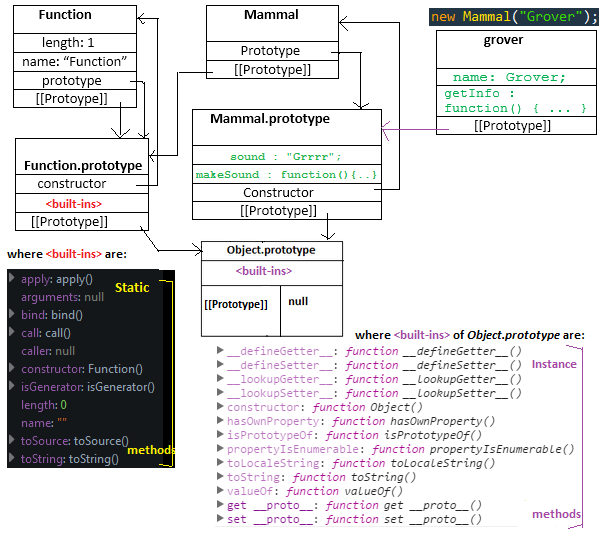 Function
length: 1
name: “Function”
prototype
[[Protoype]]
Mammal
Prototype
[[Prototype]]
new Mammal("Grover");
grover
name: Grover;
getInfo :
function() { ... }
[[Prototype]]
Function.prototype
constructor
<built-ins>
[[Prototype]]
Mammal.prototype
sound : "Grrrr";
makeSound : function(){..}
Constructor
[[Prototype]]
Object.prototype
<built-ins>
[[Prototype]]
null
where <built-ins> are:
Static
apply: apply()
arguments: null
bind: bind()
call: call()
caller: null
constructor: Function()
isGenerator: isGenerator()
length: 0
name: ""
toSource: toSource()
toString: toString()
methods
where <built-ins> of Object.prototype are:
Instance
__defineGetter__: function __defineGetter__()
__defineSetter__: function __defineSetter__()
__lookupGetter__: function __LookupGetter__()
__lookupSetter__: function __LookupSetter__()
constructor: function Object()
hasOwnProperty: function hasOwnProperty()
isPrototypeOf: function isPrototypeOf()
propertyIsEnumerable: function propertyIsEnumerable()
toLocaleString: function toLocaleString()
toString: function toString()
valueOf: function valueOf()
get __proto__: function get __proto__()
set __proto__: function set __proto__()
methods